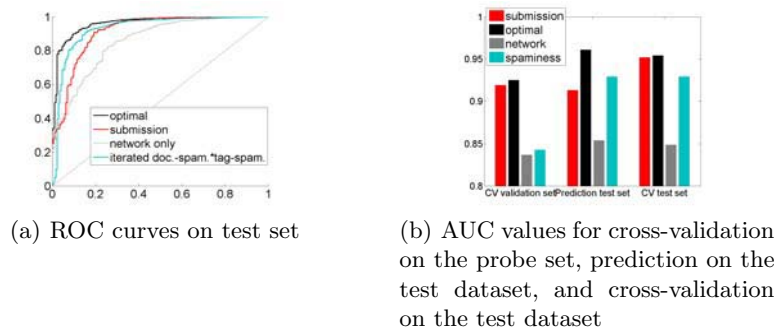 1
0.8
0.6
0.4
0.2
0
0 0.2 0.4 0.6 0.8 1
optimal
submission
network only
iterated doc.-spam.*tag-spam.
(a) ROC curves on test set
1
0.95
0.9
0.85
0.8
submission
optimal
network
spaminess
CV validation set Prediction test set CV test set
(b) AUC values for cross-validation
on the probe set, prediction on the
test dataset, and cross-validation
on the test dataset